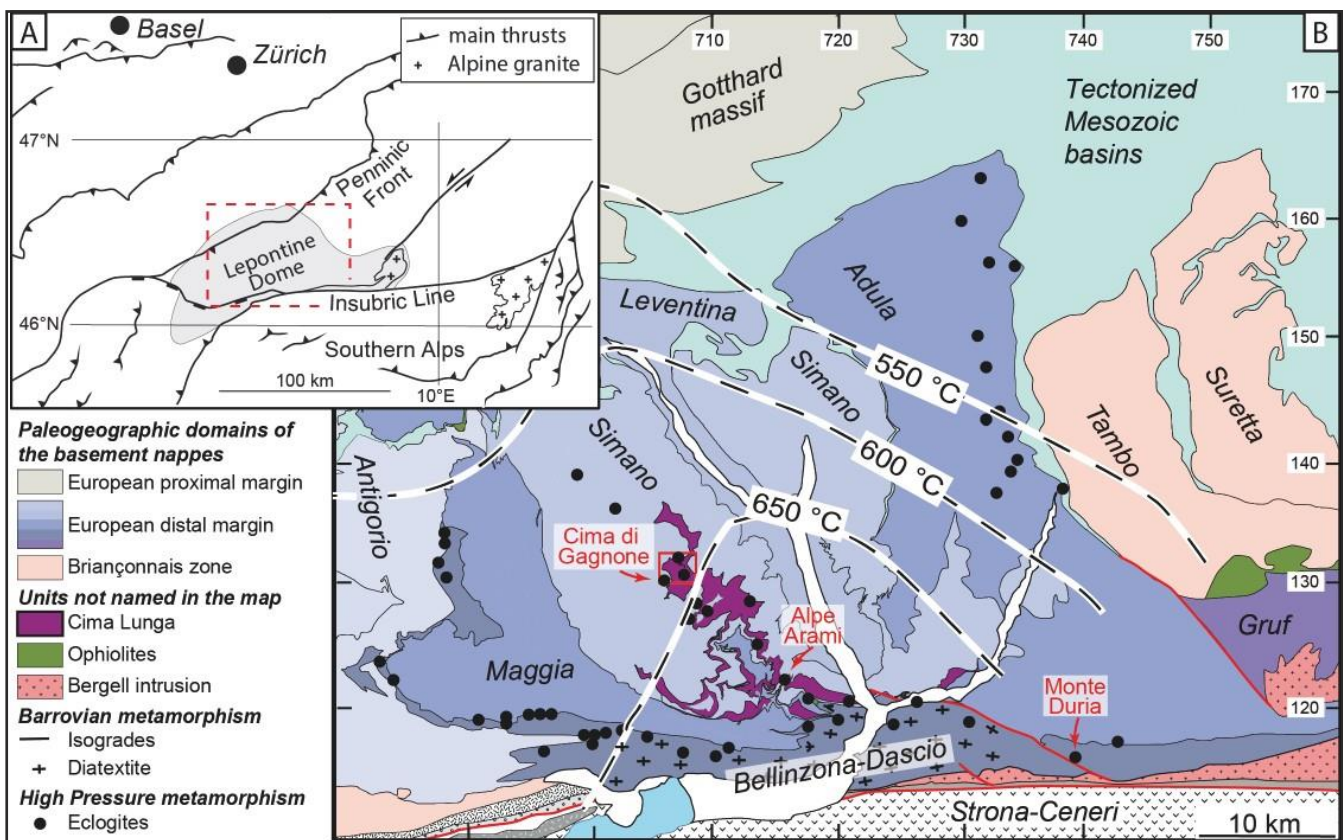 A
Basel
Zürich
main thrusts
Alpine granite
47°N
Penninic
Front
Lepontine
Dome
Insubric Line
46°N
Southern Alps
100 km
10°E
Paleogeographic domains of
the basement nappes
European proximal margin
European distal margin
Briançonnais zone
Units not named in the map
Cima Lunga
Ophiolites
Bergell intrusion
Barrovian metamorphism
Isogrades
Diatextite
High Pressure metamorphism
Eclogites
B
710
720
730
740
750
170
160
150
140
130
120
Gotthard
massif
Tectonized
Mesozoic
basins
Leventina
Adula
Simano
Simano
Suretta
Tambo
Antigorio
550 °C
600 °C
650 °C
Cima di
Gagnone
Alpe
Arami
Maggia
Gruf
Monte
Duria
Bellinzona-Dascio
Strona-Ceneri
10 km